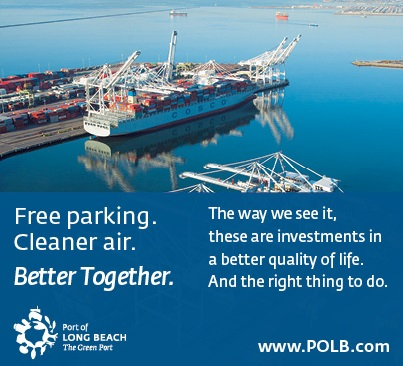 COSCO
Free parking.
Cleaner air.
Better Together.
The way we see it,
these are investments in
a better quality of life.
And the right thing to do.
Port of
LONG BEACH
The Green Port
www.POLB.com